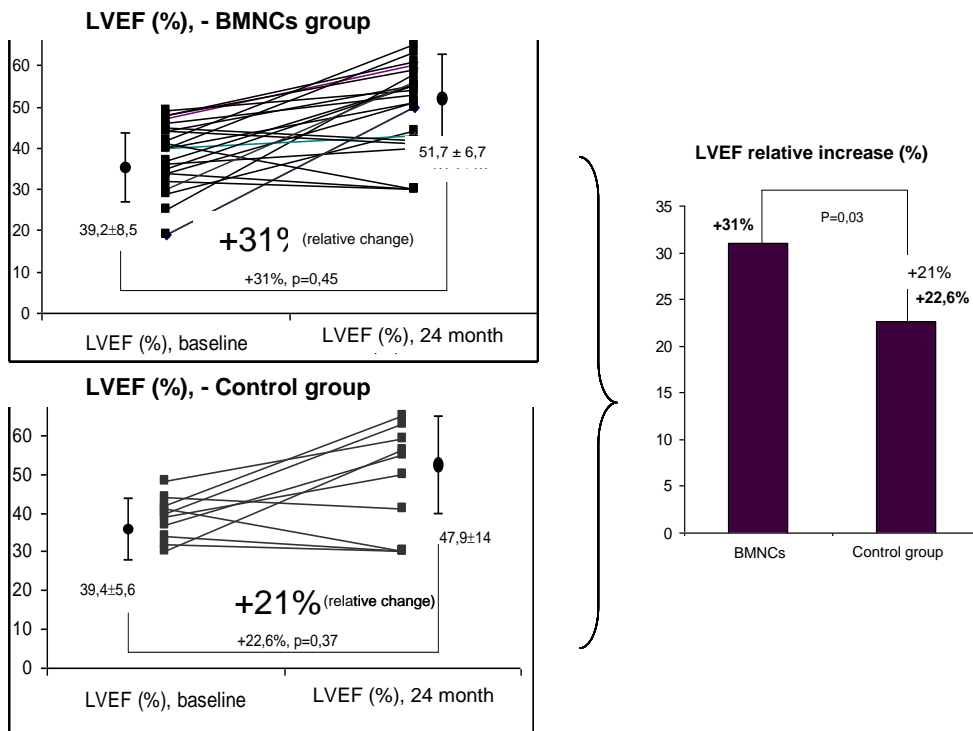 LVEF (%), - BMNCs group
60
50
40
30
20
10
0
51,7 ± 6,7
39,2±8,5
+31% (relative change)
+31%, p=0,45
LVEF (%), baseline
LVEF (%), 24 month
LVEF (%), - Control group
60
50
40
30
20
10
0
47,9±14
39,4±5,6
+21% (relative change)
+22,6%, p=0,37
LVEF (%), baseline
LVEF (%), 24 month
LVEF relative increase (%)
35
30
25
20
15
10
5
0
P=0,03
+31%
+21%
+22,6%
BMNCs
Control group